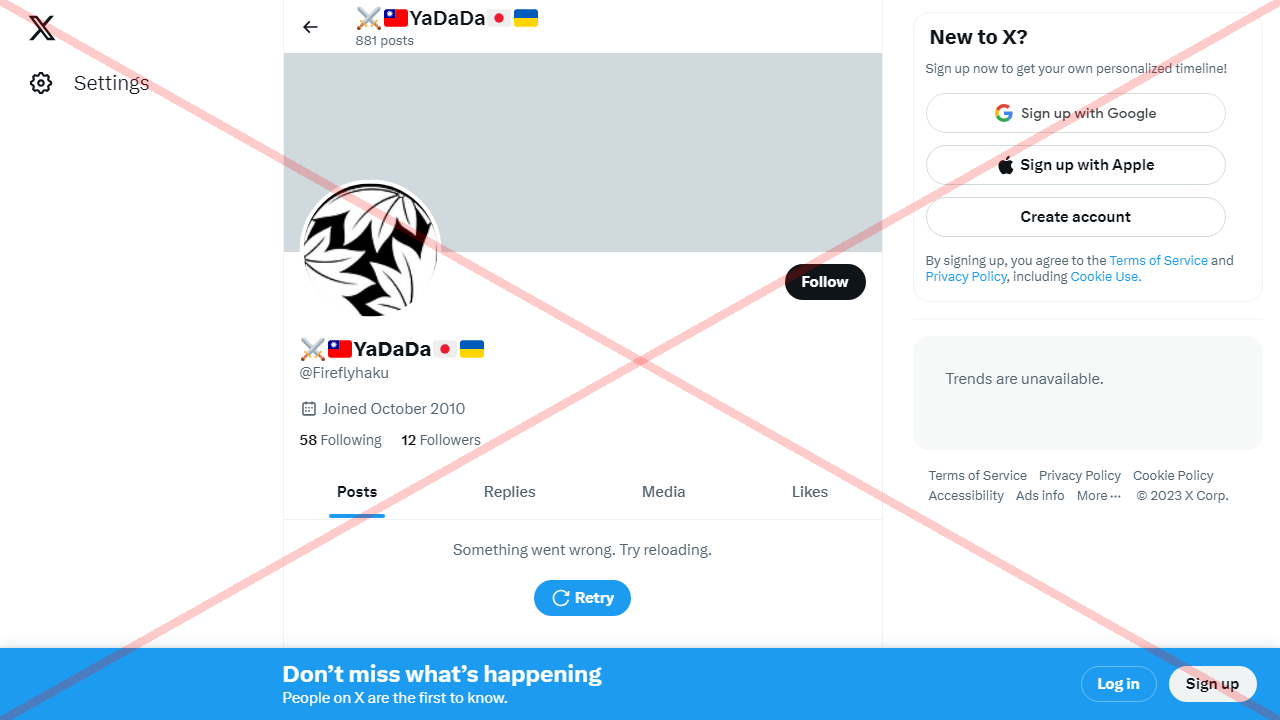 Settings
⚔️🇹🇼YaDaDa🇯🇵🇺🇦
881 posts
Follow
⚔️🇹🇼YaDaDa🇯🇵🇺🇦
@Fireflyhaku
Joined October 2010
58 Following 12 Followers
Posts Replies Media Likes
Something went wrong. Try reloading.
Retry
New to X?
Sign up now to get your own personalized timeline!
Sign up with Google
Sign up with Apple
Create account
By signing up, you agree to the Terms of Service and
Privacy Policy, including Cookie Use.
Trends are unavailable.
Terms of Service Privacy Policy Cookie Policy
Accessibility Ads info More ··· © 2023 X Corp.
Don’t miss what’s happening
People on X are the first to know.
Log in Sign up